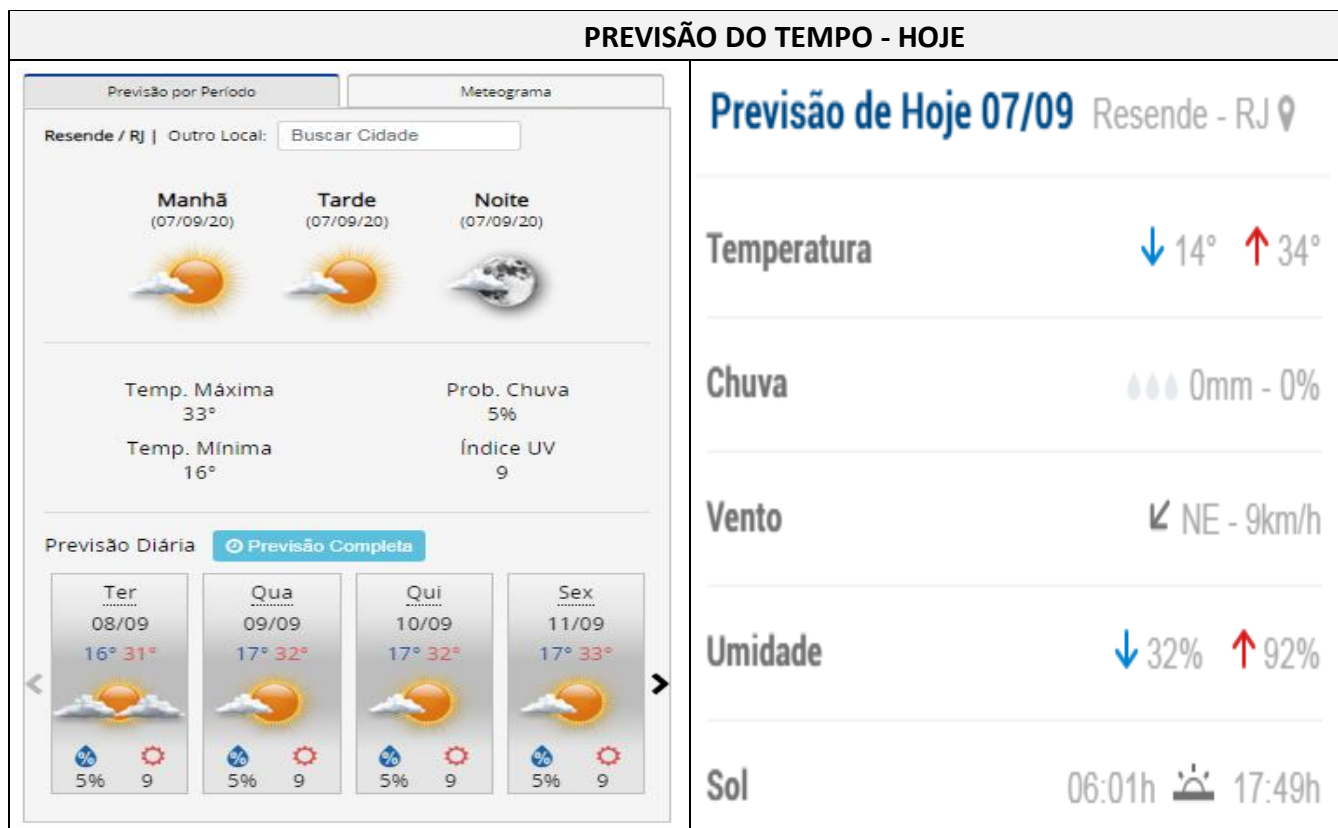 PREVISÃO DO TEMPO - HOJE
Previsão por Período
Meteograma
Resende / RJ | Outro Local: Buscar Cidade
Manhã Tarde Noite
(07/09/20) (07/09/20) (07/09/20)
Temp. Máxima Prob. Chuva
33° 5%
Temp. Mínima Índice UV
16° 9
Previsão Diária Previsão Completa
Ter Qua Qui Sex
08/09 09/09 10/09 11/09
16° 31° 17° 32° 17° 32° 17° 33°
% % % %
5% 9 5% 9 5% 9 5% 9
Previsão de Hoje 07/09 Resende - RJ
Temperatura ↓ 14° ↑ 34°
Chuva 0mm - 0%
Vento NE - 9km/h
Umidade ↓ 32% ↑ 92%
Sol 06:01h 17:49h